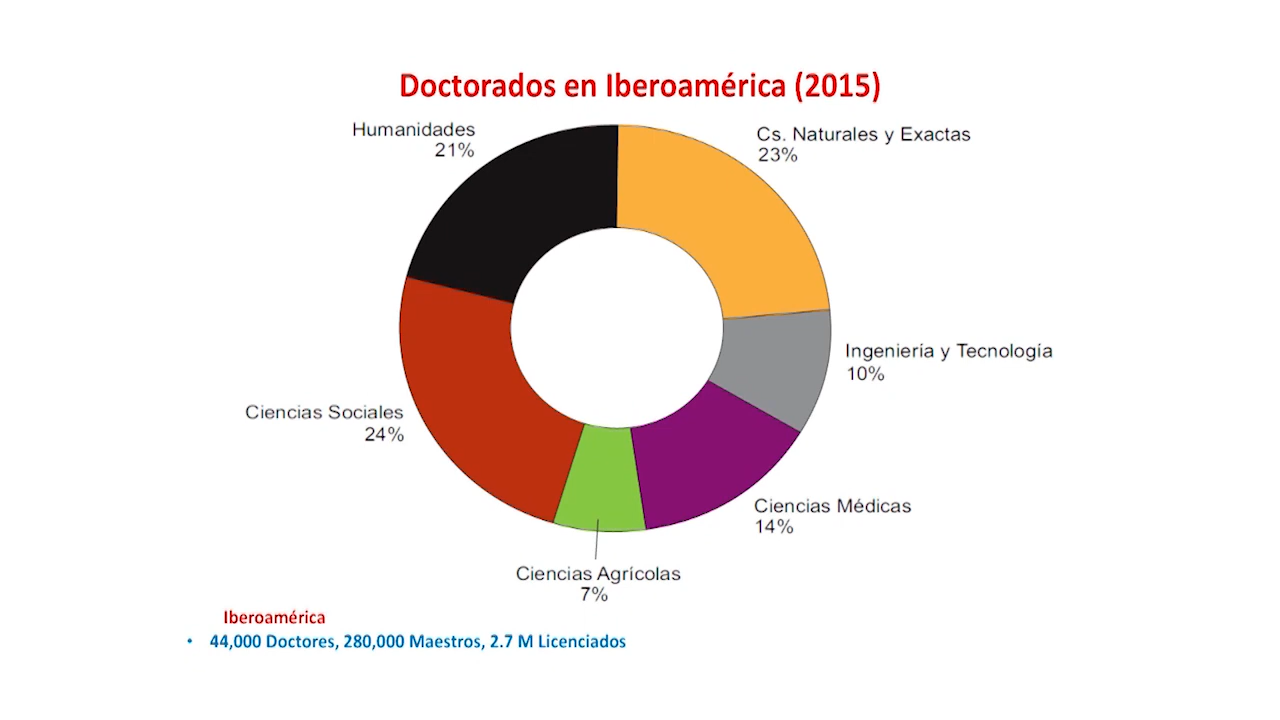 Doctorados en Iberoamérica (2015)
Humanidades
21%
Cs. Naturales y Exactas
23%
Ingeniería y Tecnología
10%
Ciencias Sociales
24%
Ciencias Médicas
14%
Ciencias Agrícolas
7%
Iberoamérica
• 44,000 Doctores, 280,000 Maestros, 2.7 M Licenciados